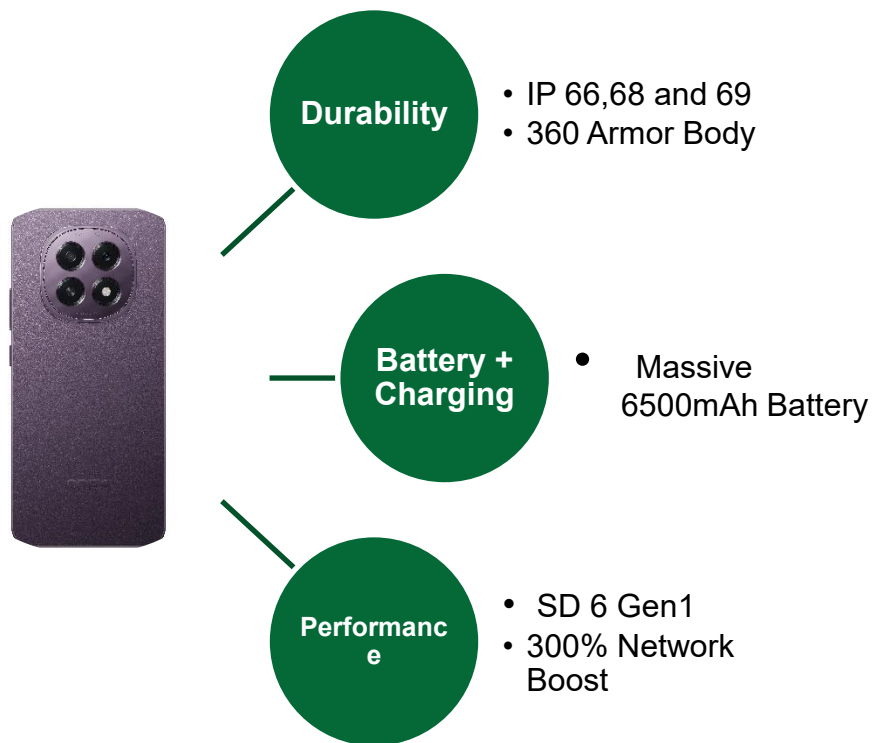 Durability
• IP 66,68 and 69
• 360 Armor Body
Battery +
Charging
• Massive
6500mAh Battery
Performanc
e
• SD 6 Gen1
• 300% Network
Boost